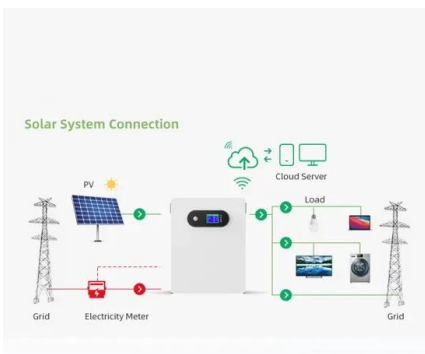 Solar System Connection
Cloud Server
PV
Load
Grid
Electricity Meter
Grid